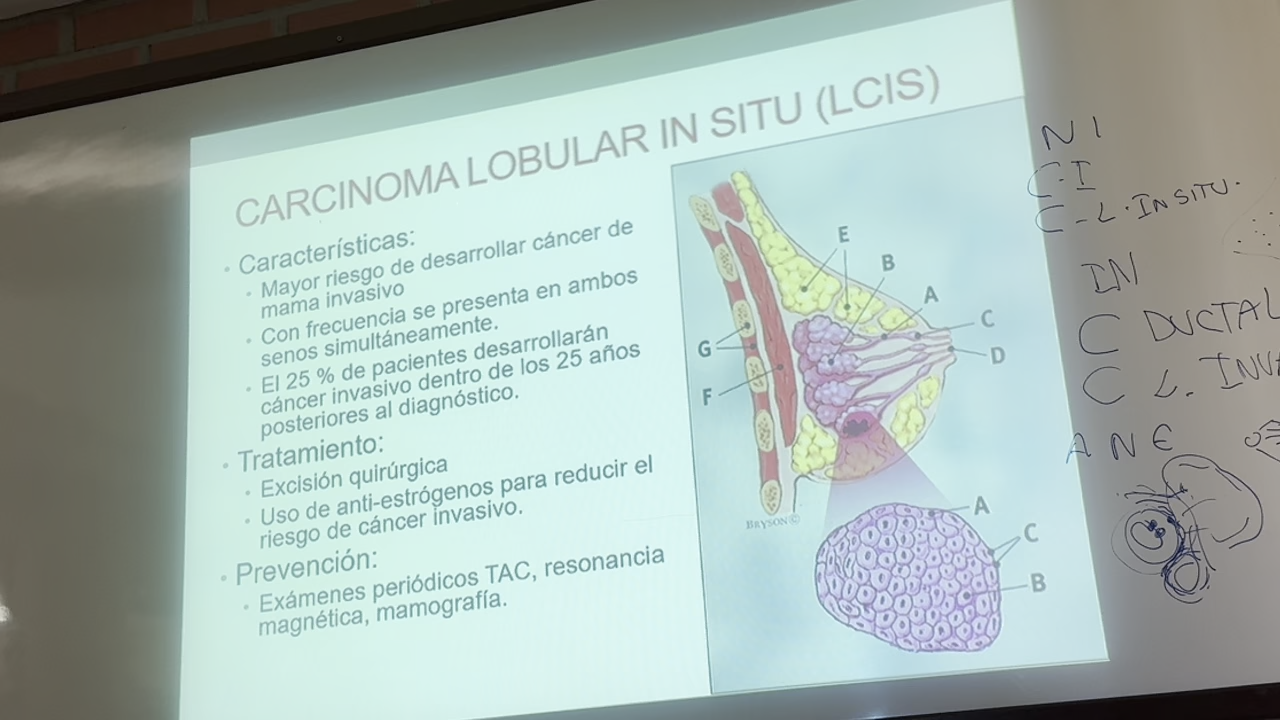 CARCINOMA LOBULAR IN SITU (LCIS)
• Características:
• Mayor riesgo de desarrollar cáncer de
mama invasivo
• Con frecuencia se presenta en ambos
senos simultáneamente.
• El 25 % de pacientes desarrollarán
cáncer invasivo dentro de los 25 años
posteriores al diagnóstico.
• Tratamiento:
• Excisión quirúrgica
• Uso de anti-estrógenos para reducir el
riesgo de cáncer invasivo.
• Prevención:
• Exámenes periódicos TAC, resonancia
magnética, mamografía.
E
B
A
C
D
G
F
BRYSON©
A
C
B
N I
C-I
C-L.INSITU.
IN
C DUCTAL
C L. INVA
A N E